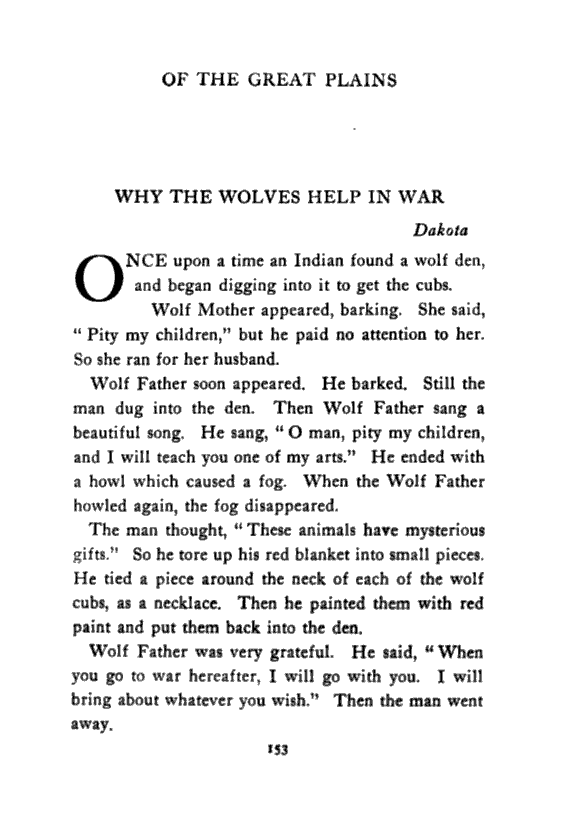 OF THE GREAT PLAINS
WHY THE WOLVES HELP IN WAR
Dakota
ONCE upon a time an Indian found a wolf den,
and began digging into it to get the cubs.
Wolf Mother appeared, barking. She said,
" Pity my children," but he paid no attention to her.
So she ran for her husband.
Wolf Father soon appeared. He barked. Still the
man dug into the den. Then Wolf Father sang a
beautiful song. He sang, " O man, pity my children,
and I will teach you one of my arts." He ended with
a howl which caused a fog. When the Wolf Father
howled again, the fog disappeared.
The man thought, " These animals have mysterious
gifts." So he tore up his red blanket into small pieces.
He tied a piece around the neck of each of the wolf
cubs, as a necklace. Then he painted them with red
paint and put them back into the den.
Wolf Father was very grateful. He said, " When
you go to war hereafter, I will go with you. I will
bring about whatever you wish." Then the man went
away.
153